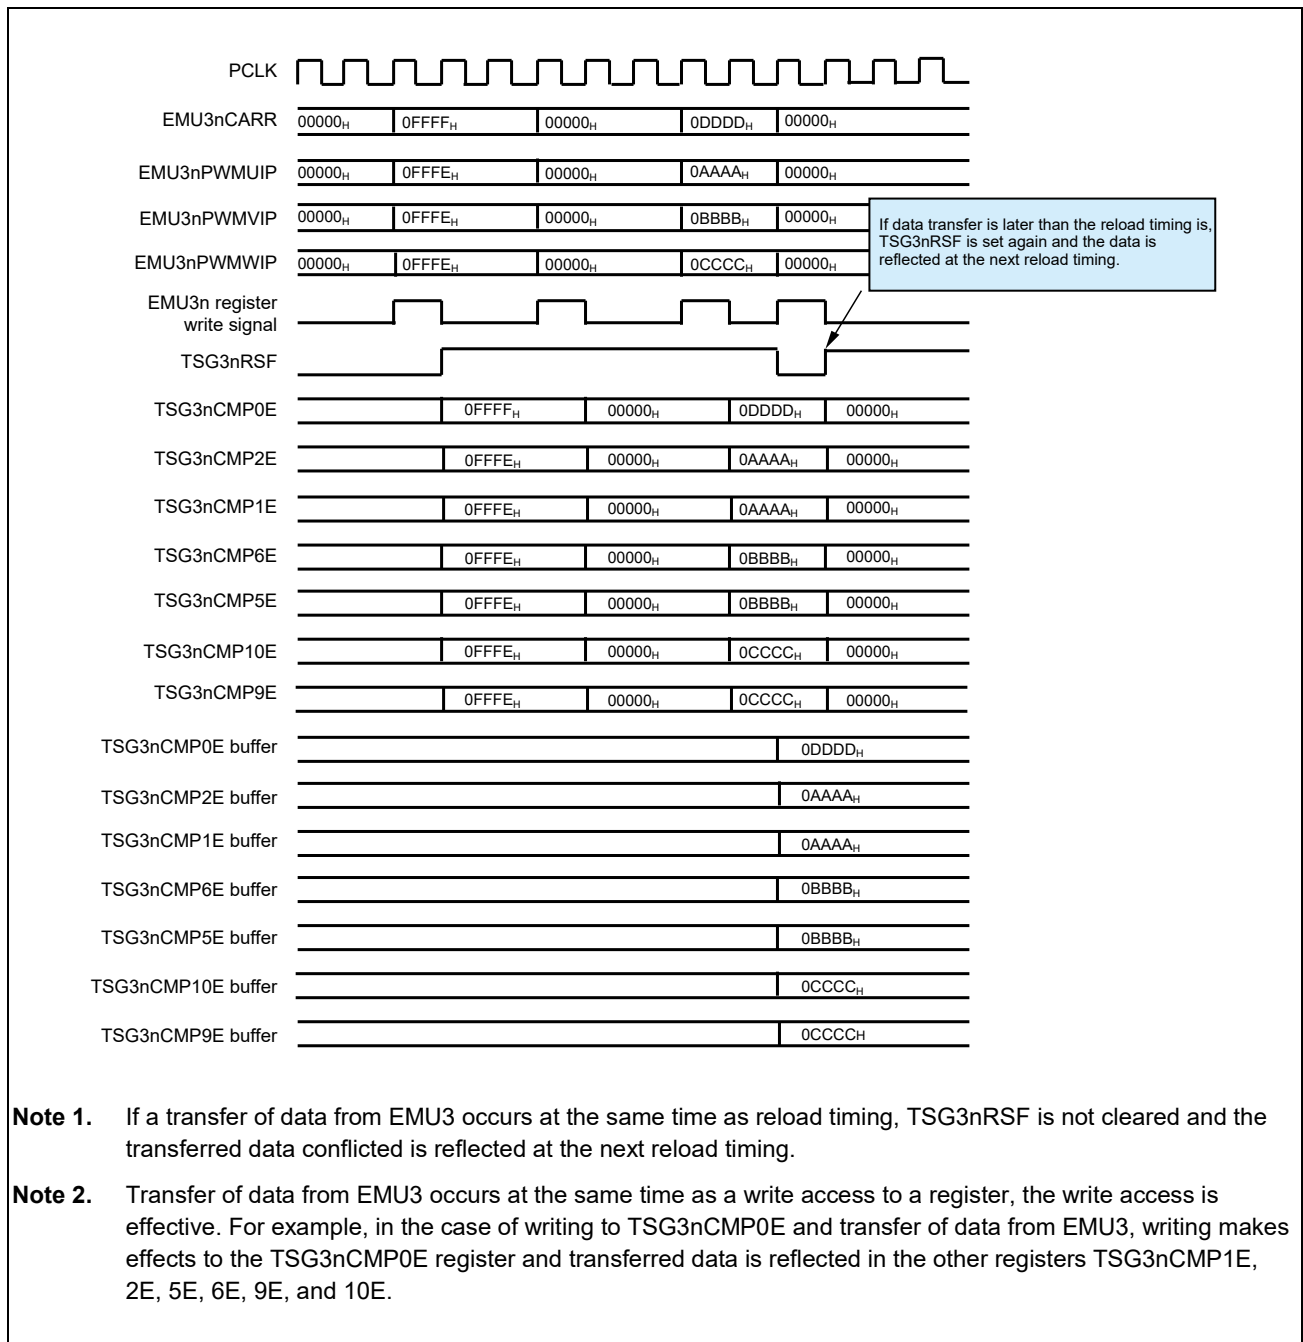 PCLK
EMU3nCARR 00000H 0FFFFH 00000H 0DDDDH 00000H
EMU3nPWMUIP 00000H 0FFFEH 00000H 0AAAAH 00000H
EMU3nPWMVIP 00000H 0FFFEH 00000H 0BBBBH 00000H
If data transfer is later than the reload timing is,
TSG3nRSF is set again and the data is
reflected at the next reload timing.
EMU3nPWMWIP 00000H 0FFFEH 00000H 0CCCCH 00000H
EMU3n register
write signal
TSG3nRSF
TSG3nCMP0E 0FFFFH 00000H 0DDDDH 00000H
TSG3nCMP2E 0FFFEH 00000H 0AAAAH 00000H
TSG3nCMP1E 0FFFEH 00000H 0AAAAH 00000H
TSG3nCMP6E 0FFFEH 00000H 0BBBBH 00000H
TSG3nCMP5E 0FFFEH 00000H 0BBBBH 00000H
TSG3nCMP10E 0FFFEH 00000H 0CCCCH 00000H
TSG3nCMP9E 0FFFEH 00000H 0CCCCH 00000H
TSG3nCMP0E buffer 0DDDDH
TSG3nCMP2E buffer 0AAAAH
TSG3nCMP1E buffer 0AAAAH
TSG3nCMP6E buffer 0BBBBH
TSG3nCMP5E buffer 0BBBBH
TSG3nCMP10E buffer 0CCCCH
TSG3nCMP9E buffer 0CCCCH
Note 1. If a transfer of data from EMU3 occurs at the same time as reload timing, TSG3nRSF is not cleared and the
transferred data conflicted is reflected at the next reload timing.
Note 2. Transfer of data from EMU3 occurs at the same time as a write access to a register, the write access is
effective. For example, in the case of writing to TSG3nCMP0E and transfer of data from EMU3, writing makes
effects to the TSG3nCMP0E register and transferred data is reflected in the other registers TSG3nCMP1E,
2E, 5E, 6E, 9E, and 10E.